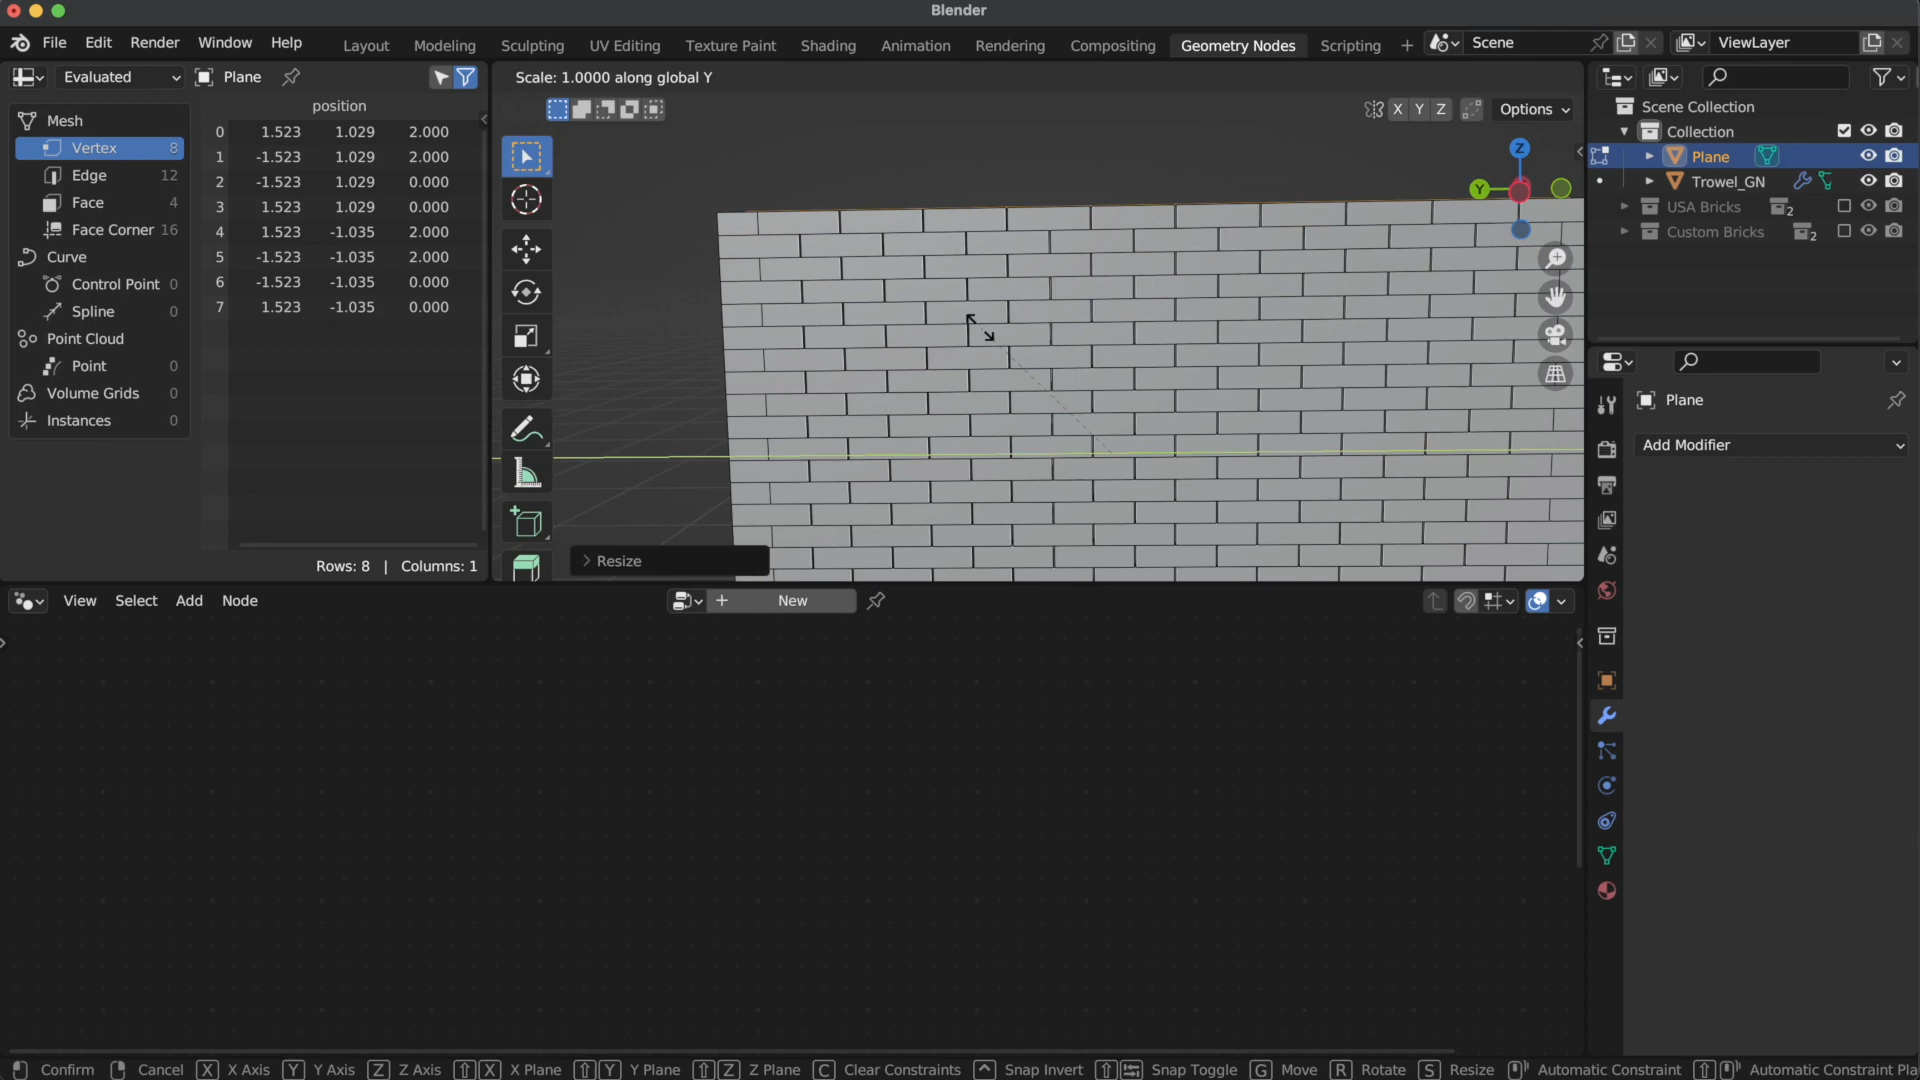 Blender
File Edit Render Window Help Layout Modeling Sculpting UV Editing Texture Paint Shading Animation Rendering Compositing Geometry Nodes Scripting + Scene ViewLayer
Evaluated Plane
Scale: 1.0000 along global Y
X Y Z Options
Mesh
Vertex 8
Edge 12
Face 4
Face Corner 16
Curve
Control Point 0
Spline 0
Point Cloud
Point 0
Volume Grids 0
Instances 0
position
0 1.523 1.029 2.000
1 -1.523 1.029 2.000
2 -1.523 1.029 0.000
3 1.523 1.029 0.000
4 1.523 -1.035 2.000
5 -1.523 -1.035 2.000
6 -1.523 -1.035 0.000
7 1.523 -1.035 0.000
Rows: 8 | Columns: 1
Z
Y
> Resize
Scene Collection
Collection
Plane
Trowel_GN
USA Bricks 2
Custom Bricks 2
Plane
Add Modifier
View Select Add Node + New
Confirm Cancel X X Axis Y Y Axis Z Z Axis X X Plane Y Y Plane Z Z Plane C Clear Constraints Snap Invert Snap Toggle G Move R Rotate S Resize Automatic Constraint Automatic Constraint Pla